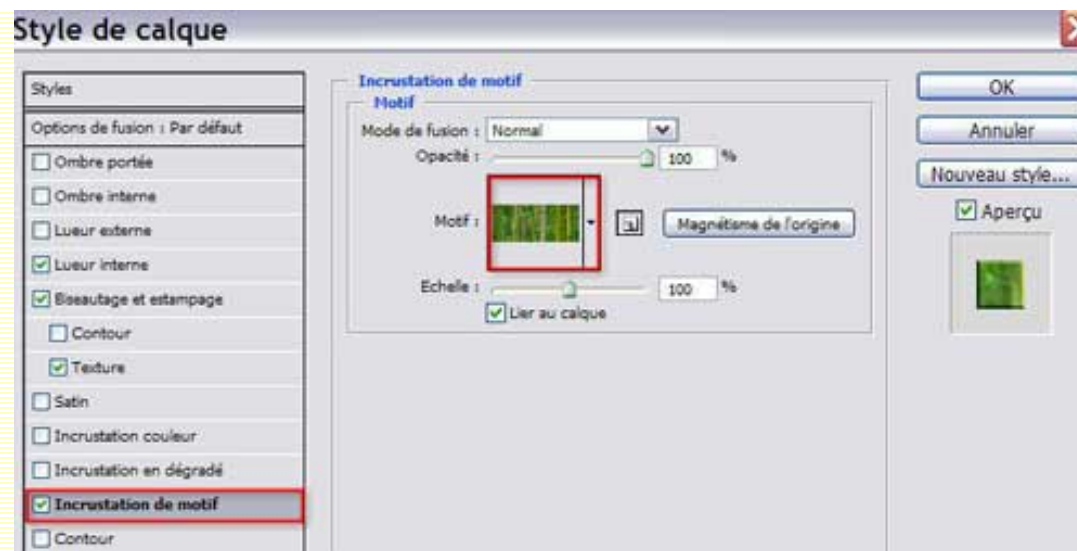 Style de calque
Styles
Options de fusion : Par défaut
Ombre portée
Ombre interne
Lueur externe
Lueur interne
Biseautage et estampage
Contour
Texture
Satin
Incrustation couleur
Incrustation en dégradé
Incrustation de motif
Contour
Incrustation de motif
Motif
Mode de fusion : Normal
Opacité : 100 %
Motif : Magnétisme de l'origine
Echelle : 100 %
Lier au calque
OK
Annuler
Nouveau style...
Aperçu